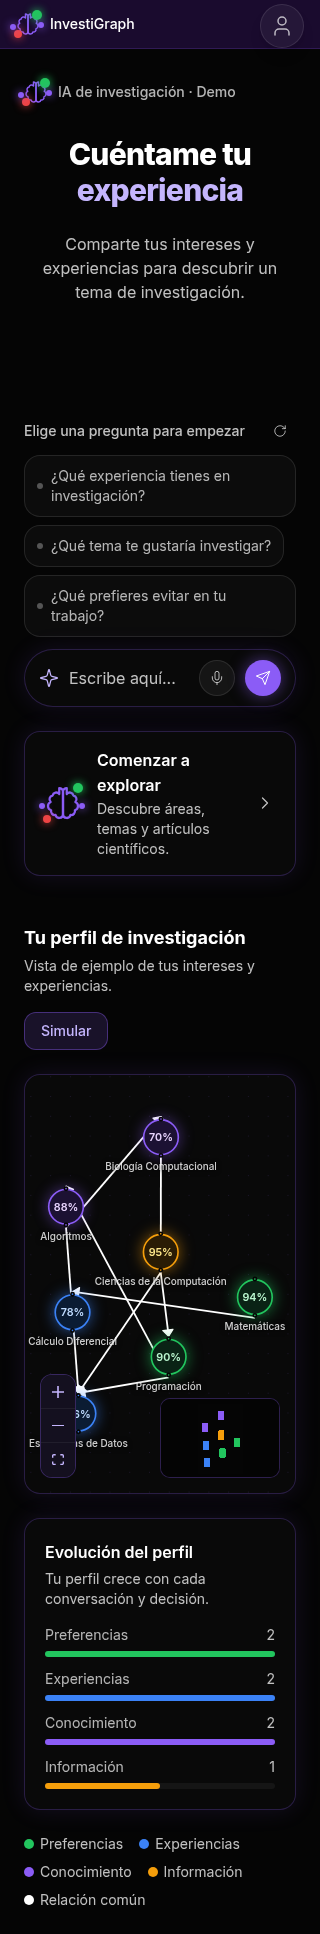 InvestiGraph
IA de investigación · Demo
Cuéntame tu
experiencia
Comparte tus intereses y
experiencias para descubrir un
tema de investigación.
Elige una pregunta para empezar
¿Qué experiencia tienes en
investigación?
¿Qué tema te gustaría investigar?
¿Qué prefieres evitar en tu
trabajo?
Escribe aquí...
Comenzar a
explorar
Descubre áreas,
temas y artículos
científicos.
Tu perfil de investigación
Vista de ejemplo de tus intereses y
experiencias.
Simular
70%
Biología Computacional
88%
Algoritmos
95%
Ciencias de la Computación
94%
Matemáticas
78%
Cálculo Diferencial
90%
Programación
de Datos
Evolución del perfil
Tu perfil crece con cada
conversación y decisión.
Preferencias 2
Experiencias 2
Conocimiento 2
Información 1
Preferencias
Experiencias
Conocimiento
Información
Relación común